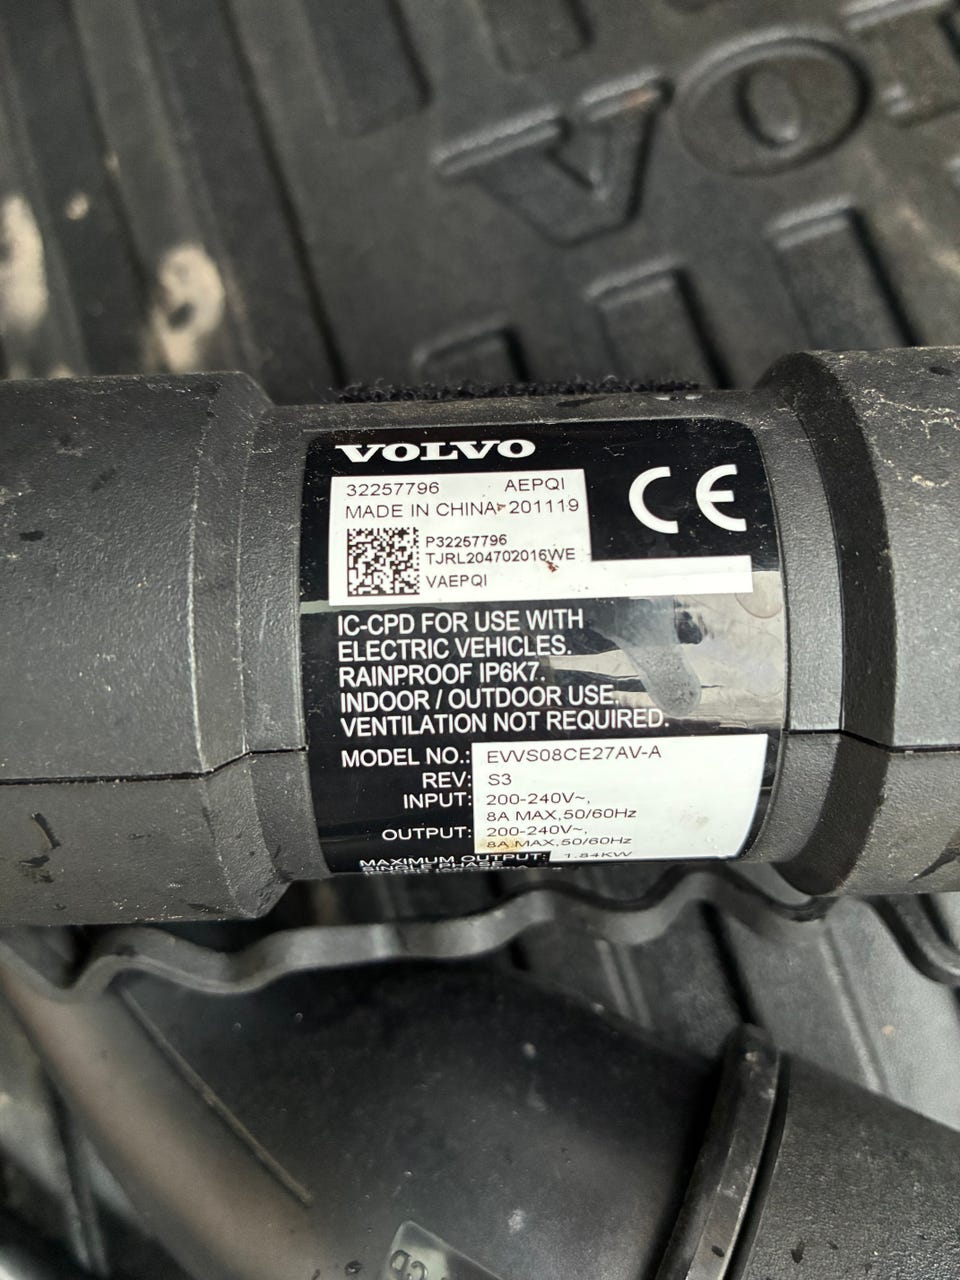 VOLVO
VOLVO
32257796 AEPQI
MADE IN CHINA 201119
CE
P32257796
TJRL204702016WE
VAEPQI
IC-CPD FOR USE WITH
ELECTRIC VEHICLES.
RAINPROOF IP6K7.
INDOOR / OUTDOOR USE.
VENTILATION NOT REQUIRED.
MODEL NO.: EVVS08CE27AV-A
REV: S3
INPUT: 200-240V~,
8A MAX,50/60Hz
OUTPUT: 200-240V~,
8A MAX,50/60Hz
MAXIMUM OUTPUT: 1.84KW
SINGLE PHASE